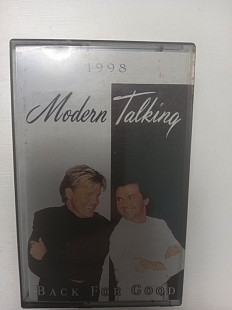 1998
Modern Talking
BACK FOR GOOD